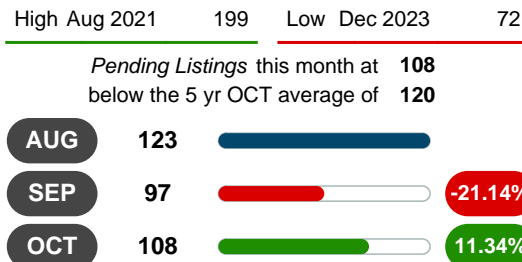 High Aug 2021 199 Low Dec 2023 72
Pending Listings this month at 108
below the 5 yr OCT average of 120
AUG 123
SEP 97 -21.14%
OCT 108 11.34%